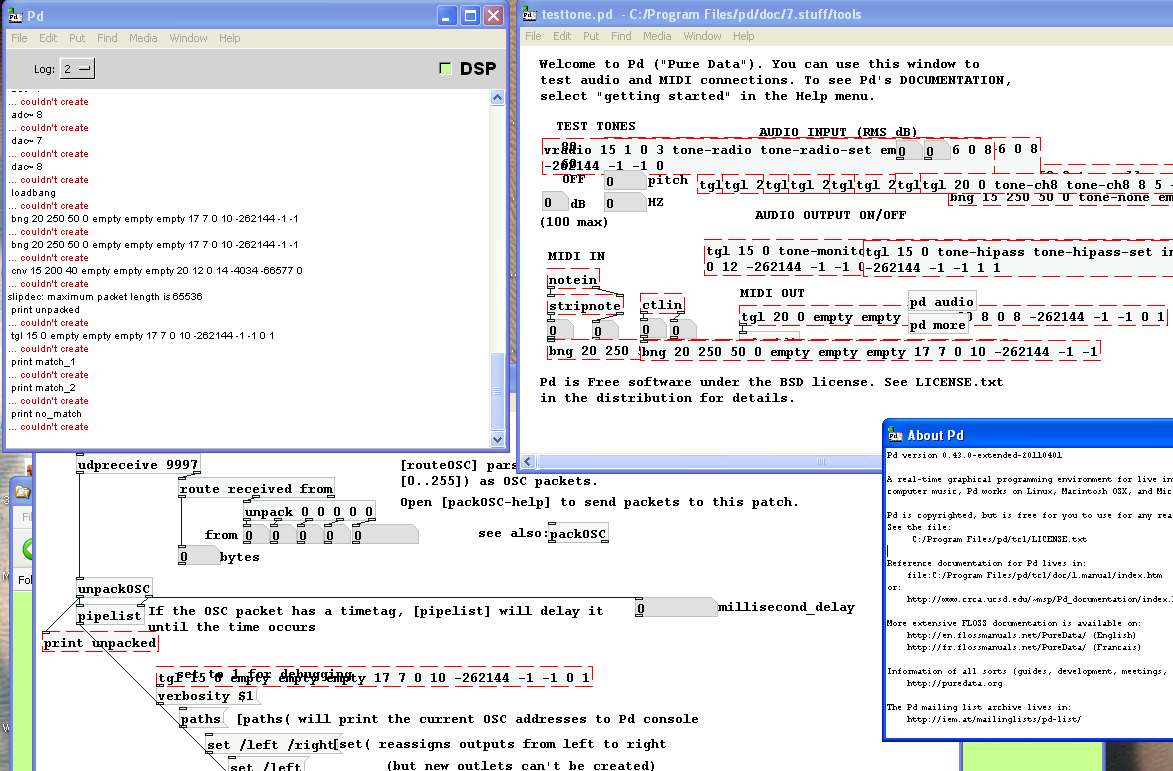 Pd
File Edit Put Find Media Window Help
Log: 2
DSP
... couldn't create
adc~ 8
... couldn't create
dac~ 7
... couldn't create
dac~ 8
... couldn't create
loadbang
... couldn't create
bng 20 250 50 0 empty empty empty 17 7 0 10 -262144 -1 -1
... couldn't create
bng 20 250 50 0 empty empty empty 17 7 0 10 -262144 -1 -1
... couldn't create
cnv 15 200 40 empty empty empty 20 12 0 14 -4034 -66577 0
... couldn't create
slipdec: maximum packet length is 65536
print unpacked
... couldn't create
tgl 15 0 empty empty empty 17 7 0 10 -262144 -1 -1 0 1
... couldn't create
print match_1
... couldn't create
print match_2
... couldn't create
print no_match
... couldn't create
testtone.pd - C:/Program Files/pd/doc/7.stuff/tools
File Edit Put Find Media Window Help
Welcome to Pd ("Pure Data"). You can use this window to
test audio and MIDI connections. To see Pd's DOCUMENTATION,
select "getting started" in the Help menu.
TEST TONES
AUDIO INPUT (RMS dB)
vradio 15 1 0 3 tone-radio tone-radio-set em
0 0 6 0 8 -6 0 8
-262144 -1 -1 0
80
60
OFF
0 pitch
tgl tgl 2 tgl tgl 2 tgl tgl 2 tgl tgl 20 0 tone-ch8 tone-ch8 8 5 -
bng 15 250 50 0 tone-none em
0 dB
0 HZ
(100 max)
AUDIO OUTPUT ON/OFF
MIDI IN
tgl 15 0 tone-monito
0 12 -262144 -1 -1 0
tgl 15 0 tone-hipass tone-hipass-set in
-262144 -1 -1 1 1
notein
stripnote
ctlin
0 0 0 0
MIDI OUT
pd audio
tgl 20 0 empty empty
0 8 0 8 -262144 -1 -1 0 1
pd more
bng 20 250
bng 20 250 50 0 empty empty empty 17 7 0 10 -262144 -1 -1
Pd is Free software under the BSD license. See LICENSE.txt
in the distribution for details.
About Pd
Pd version 0.43.0-extended-20110401
A real-time graphical programming environment for live in
computer music, Pd works on Linux, Macintosh OSX, and Mic
Pd is copyrighted, but is free for you to use for any rea
See the file:
C:/Program Files/pd/tcl/LICENSE.txt
Reference documentation for Pd lives in:
file:C:/Program Files/pd/tcl/doc/1.manual/index.htm
or:
http://www.crca.ucsd.edu/~msp/Pd_documentation/index.
More extensive FLOSS documentation is available on:
http://en.flossmanuals.net/PureData/ (English)
http://fr.flossmanuals.net/PureData/ (Francais)
Information of all sorts (guides, development, meetings,
http://puredata.org
The Pd mailing list archive lives in:
http://iem.at/mailinglists/pd-list/
udpreceive 9997
[routeOSC] pars
[0..255]) as OSC packets.
route received from
Open [packOSC-help] to send packets to this patch.
unpack 0 0 0 0 0
from 0 0 0 0 0
see also: packOSC
0 bytes
Fi
Fol
unpackOSC
pipelist
If the OSC packet has a timetag, [pipelist] will delay it
until the time occurs
0 millisecond_delay
print unpacked
set to 1 for debugging
tgl 15 0 empty empty empty 17 7 0 10 -262144 -1 -1 0 1
verbosity $1
paths
[paths( will print the current OSC addresses to Pd console
set /left /right
[set( reassigns outputs from left to right
set /left
(but new outlets can't be created)